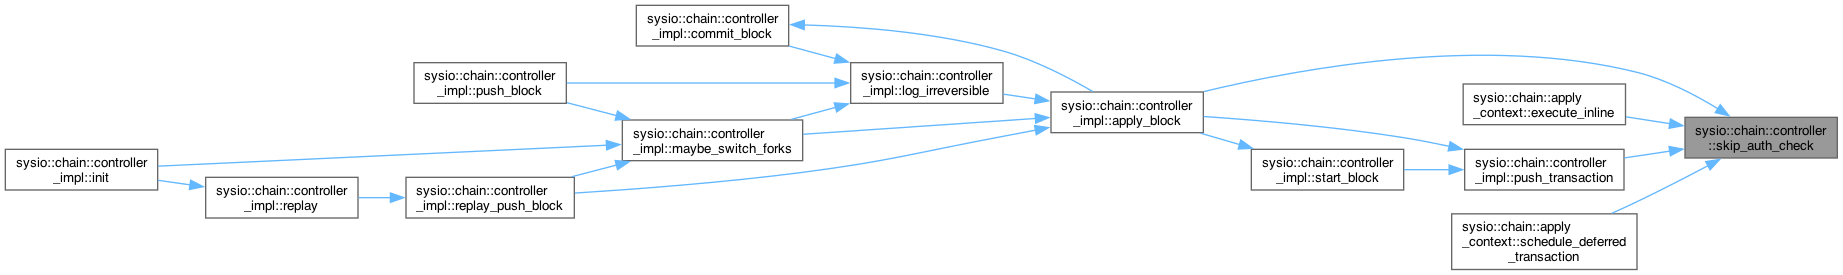 sysio::chain::controller
_impl::commit_block
sysio::chain::controller
_impl::push_block
sysio::chain::controller
_impl::log_irreversible
sysio::chain::controller
_impl::apply_block
sysio::chain::apply
_context::execute_inline
sysio::chain::controller
::skip_auth_check
sysio::chain::controller
_impl::maybe_switch_forks
sysio::chain::controller
_impl::init
sysio::chain::controller
_impl::replay
sysio::chain::controller
_impl::replay_push_block
sysio::chain::controller
_impl::start_block
sysio::chain::controller
_impl::push_transaction
sysio::chain::apply
_context::schedule_deferred
_transaction